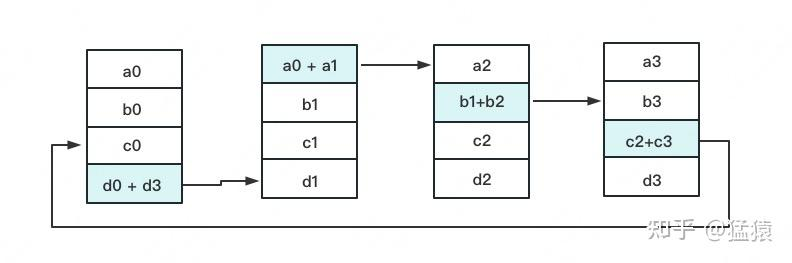 a0
b0
c0
d0 + d3
a0 + a1
b1
c1
d1
a2
b1+b2
c2
d2
a3
b3
c2+c3
d3
知乎 @猛猿